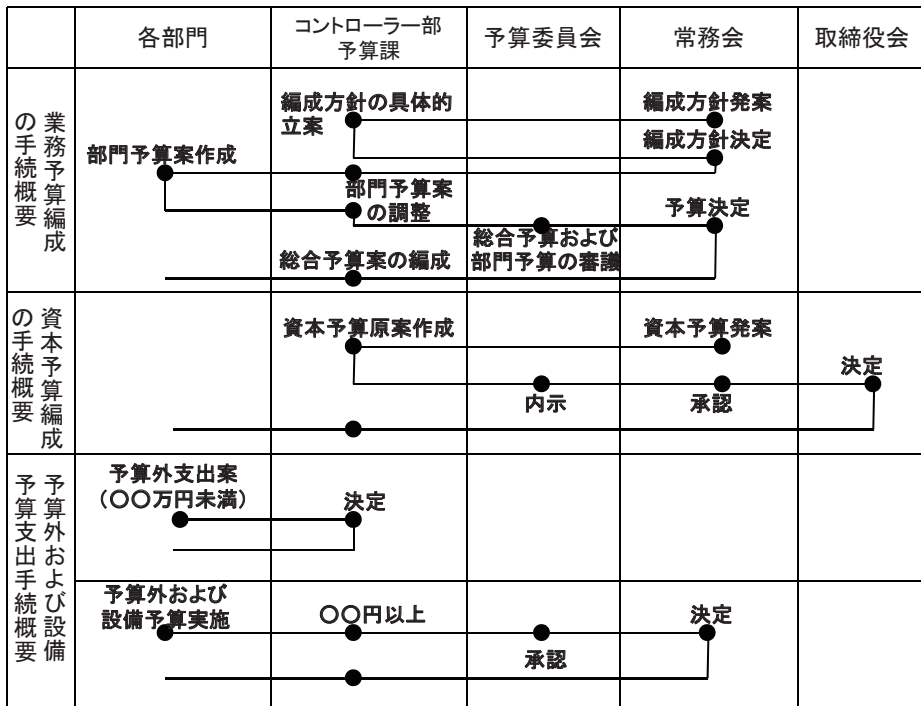 各部門
コントローラー部
予算課
予算委員会
常務会
取締役会
業務予算編成
の手続概要
編成方針の具体的
立案
編成方針発案
編成方針決定
部門予算案作成
部門予算案
の調整
予算決定
総合予算および
部門予算の審議
総合予算案の編成
資本予算編成
の手続概要
資本予算原案作成
資本予算発案
決定
内示
承認
予算外および設備
予算支出手続概要
予算外支出案
(〇〇万円未満)
決定
予算外および
設備予算実施
〇〇円以上
決定
承認